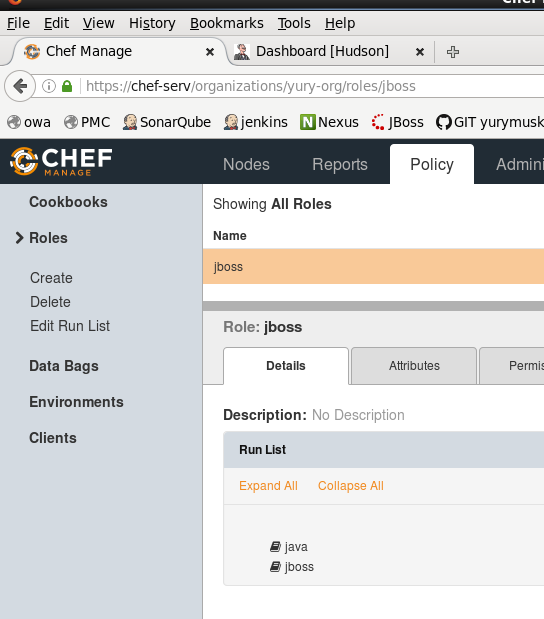 Chef
File Edit View History Bookmarks Tools Help
Chef Manage × Dashboard [Hudson] ×
https://chef-serv/organizations/yury-org/roles/jboss
owa PMC SonarQube jenkins Nexus JBoss GIT yurymusk
CHEF
MANAGE
Nodes Reports Policy Admini
Cookbooks
Roles
Create
Delete
Edit Run List
Data Bags
Environments
Clients
Showing All Roles
Name
jboss
Role: jboss
Details Attributes Permis
Description: No Description
Run List
Expand All Collapse All
java
jboss